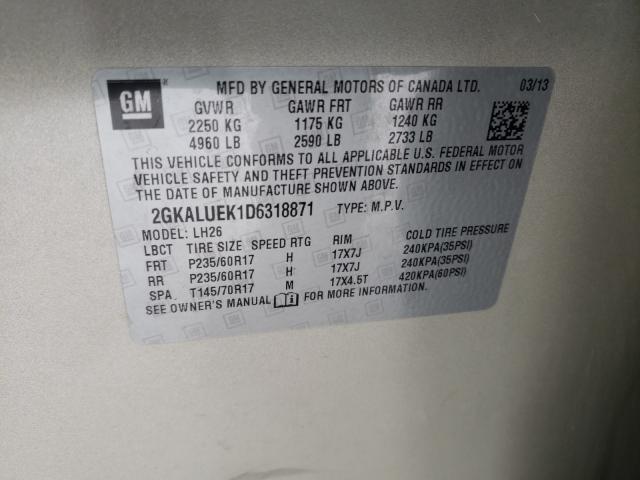 GM
MFD BY GENERAL MOTORS OF CANADA LTD. 03/13
GVWR GAWR FRT GAWR RR
2250 KG 1175 KG 1240 KG
4960 LB 2590 LB 2733 LB
THIS VEHICLE CONFORMS TO ALL APPLICABLE U.S. FEDERAL MOTOR
VEHICLE SAFETY AND THEFT PREVENTION STANDARDS IN EFFECT ON
THE DATE OF MANUFACTURE SHOWN ABOVE.
2GKALUEK1D6318871 TYPE: M.P.V.
MODEL: LH26
LBCT TIRE SIZE SPEED RTG RIM COLD TIRE PRESSURE
FRT P235/60R17 H 17X7J 240KPA(35PSI)
RR P235/60R17 H 17X7J 240KPA(35PSI)
SPA T145/70R17 M 17X4.5T 420KPA(60PSI)
SEE OWNER'S MANUAL FOR MORE INFORMATION.